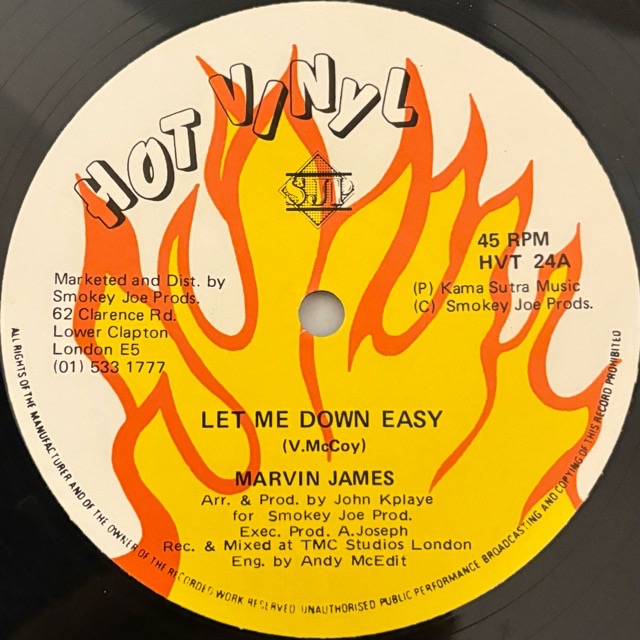 HOT VINYL
SJP
45 RPM
HVT 24A
Marketed and Dist. by
Smokey Joe Prods.
62 Clarence Rd.
Lower Clapton
London E5
(01) 533 1777
(P) Kama Sutra Music
(C) Smokey Joe Prods.
LET ME DOWN EASY
(V.McCoy)
MARVIN JAMES
Arr. & Prod. by John Kplaye
for Smokey Joe Prod.
Exec. Prod. A.Joseph
Rec. & Mixed at TMC Studios London
Eng. by Andy McEdit
ALL RIGHTS OF THE MANUFACTURER AND OF THE OWNER OF THE RECORDED WORK RESERVED UNAUTHORISED PUBLIC PERFORMANCE BROADCASTING AND COPYING OF THIS RECORD PROHIBITED